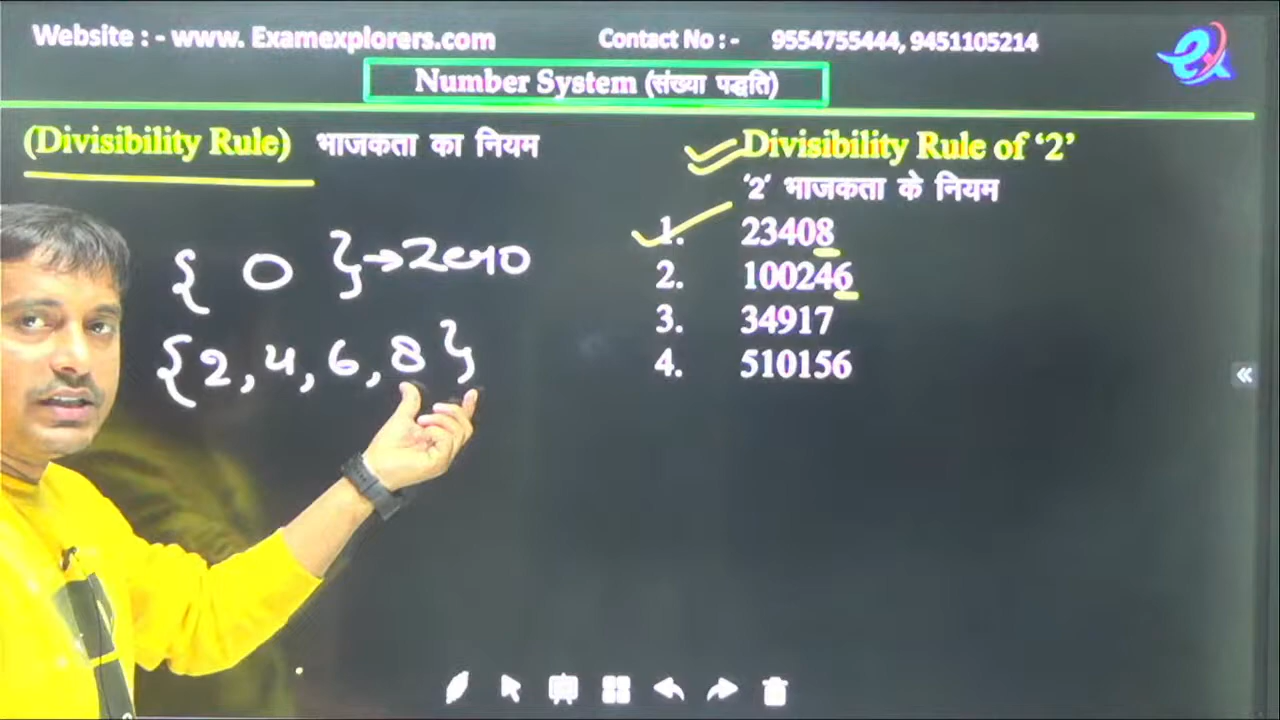 Website : - www. Examexplorers.com
Contact No : - 9554755444, 9451105214
ex
Number System (संख्या पद्धति)
(Divisibility Rule) भाजकता का नियम
{ 0 } → Zero
{ 2, 4, 6, 8 }
Divisibility Rule of ‘2’
‘2’ भाजकता के नियम
1. 23408
2. 100246
3. 34917
4. 510156